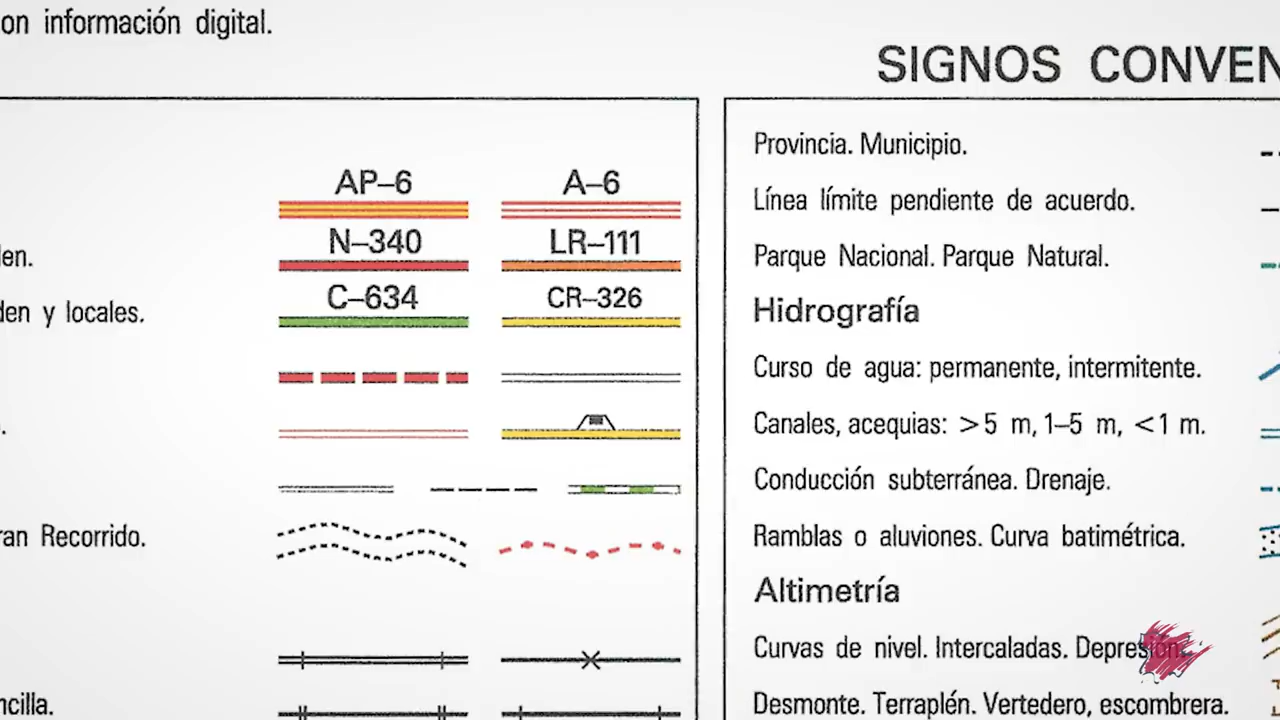 on información digital.
SIGNOS CONVEN
AP–6 A–6
N–340 LR–111
den.
C–634 CR–326
den y locales.
ran Recorrido.
ncilla.
Provincia. Municipio.
Línea límite pendiente de acuerdo.
Parque Nacional. Parque Natural.
Hidrografía
Curso de agua: permanente, intermitente.
Canales, acequias: >5 m, 1–5 m, <1 m.
Conducción subterránea. Drenaje.
Ramblas o aluviones. Curva batimétrica.
Altimetría
Curvas de nivel. Intercaladas. Depresión.
Desmonte. Terraplén. Vertedero, escombrera.